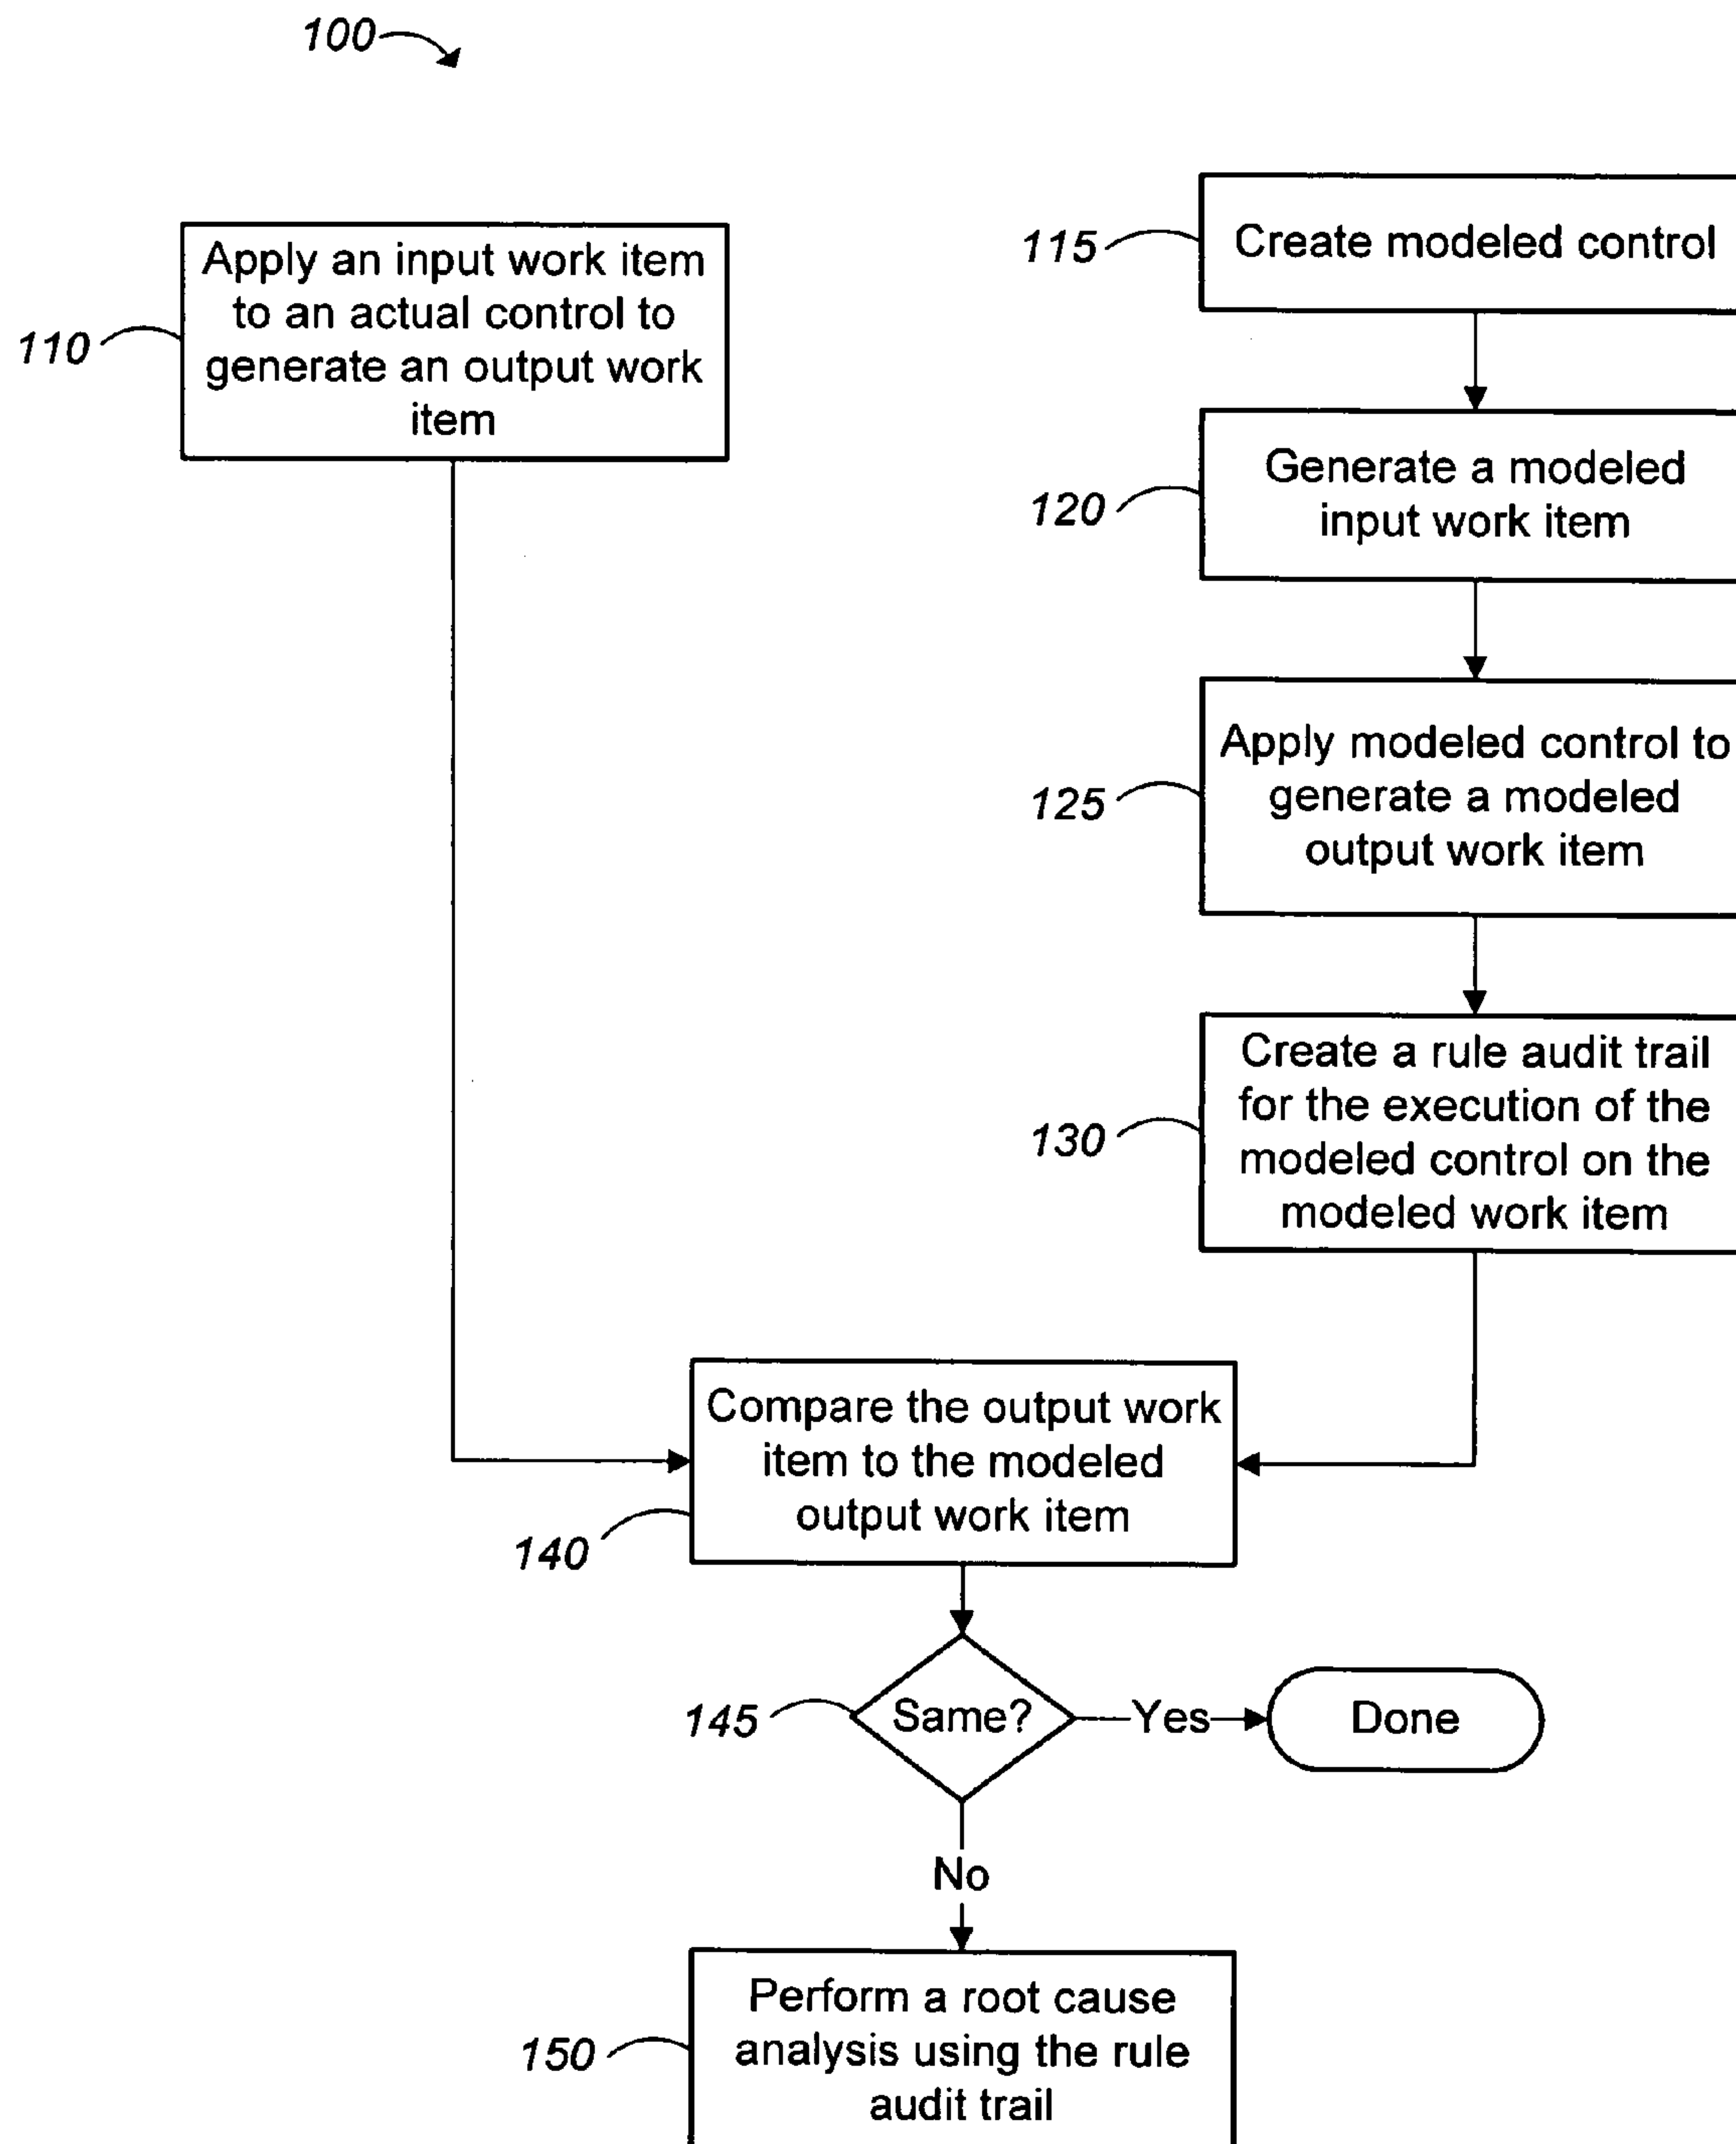 100
110
Apply an input work item
to an actual control to
generate an output work
item
115
Create modeled control
120
Generate a modeled
input work item
125
Apply modeled control to
generate a modeled
output work item
130
Create a rule audit trail
for the execution of the
modeled control on the
modeled work item
Compare the output work
item to the modeled
output work item
140
145
Same?
Yes
Done
No
150
Perform a root cause
analysis using the rule
audit trail